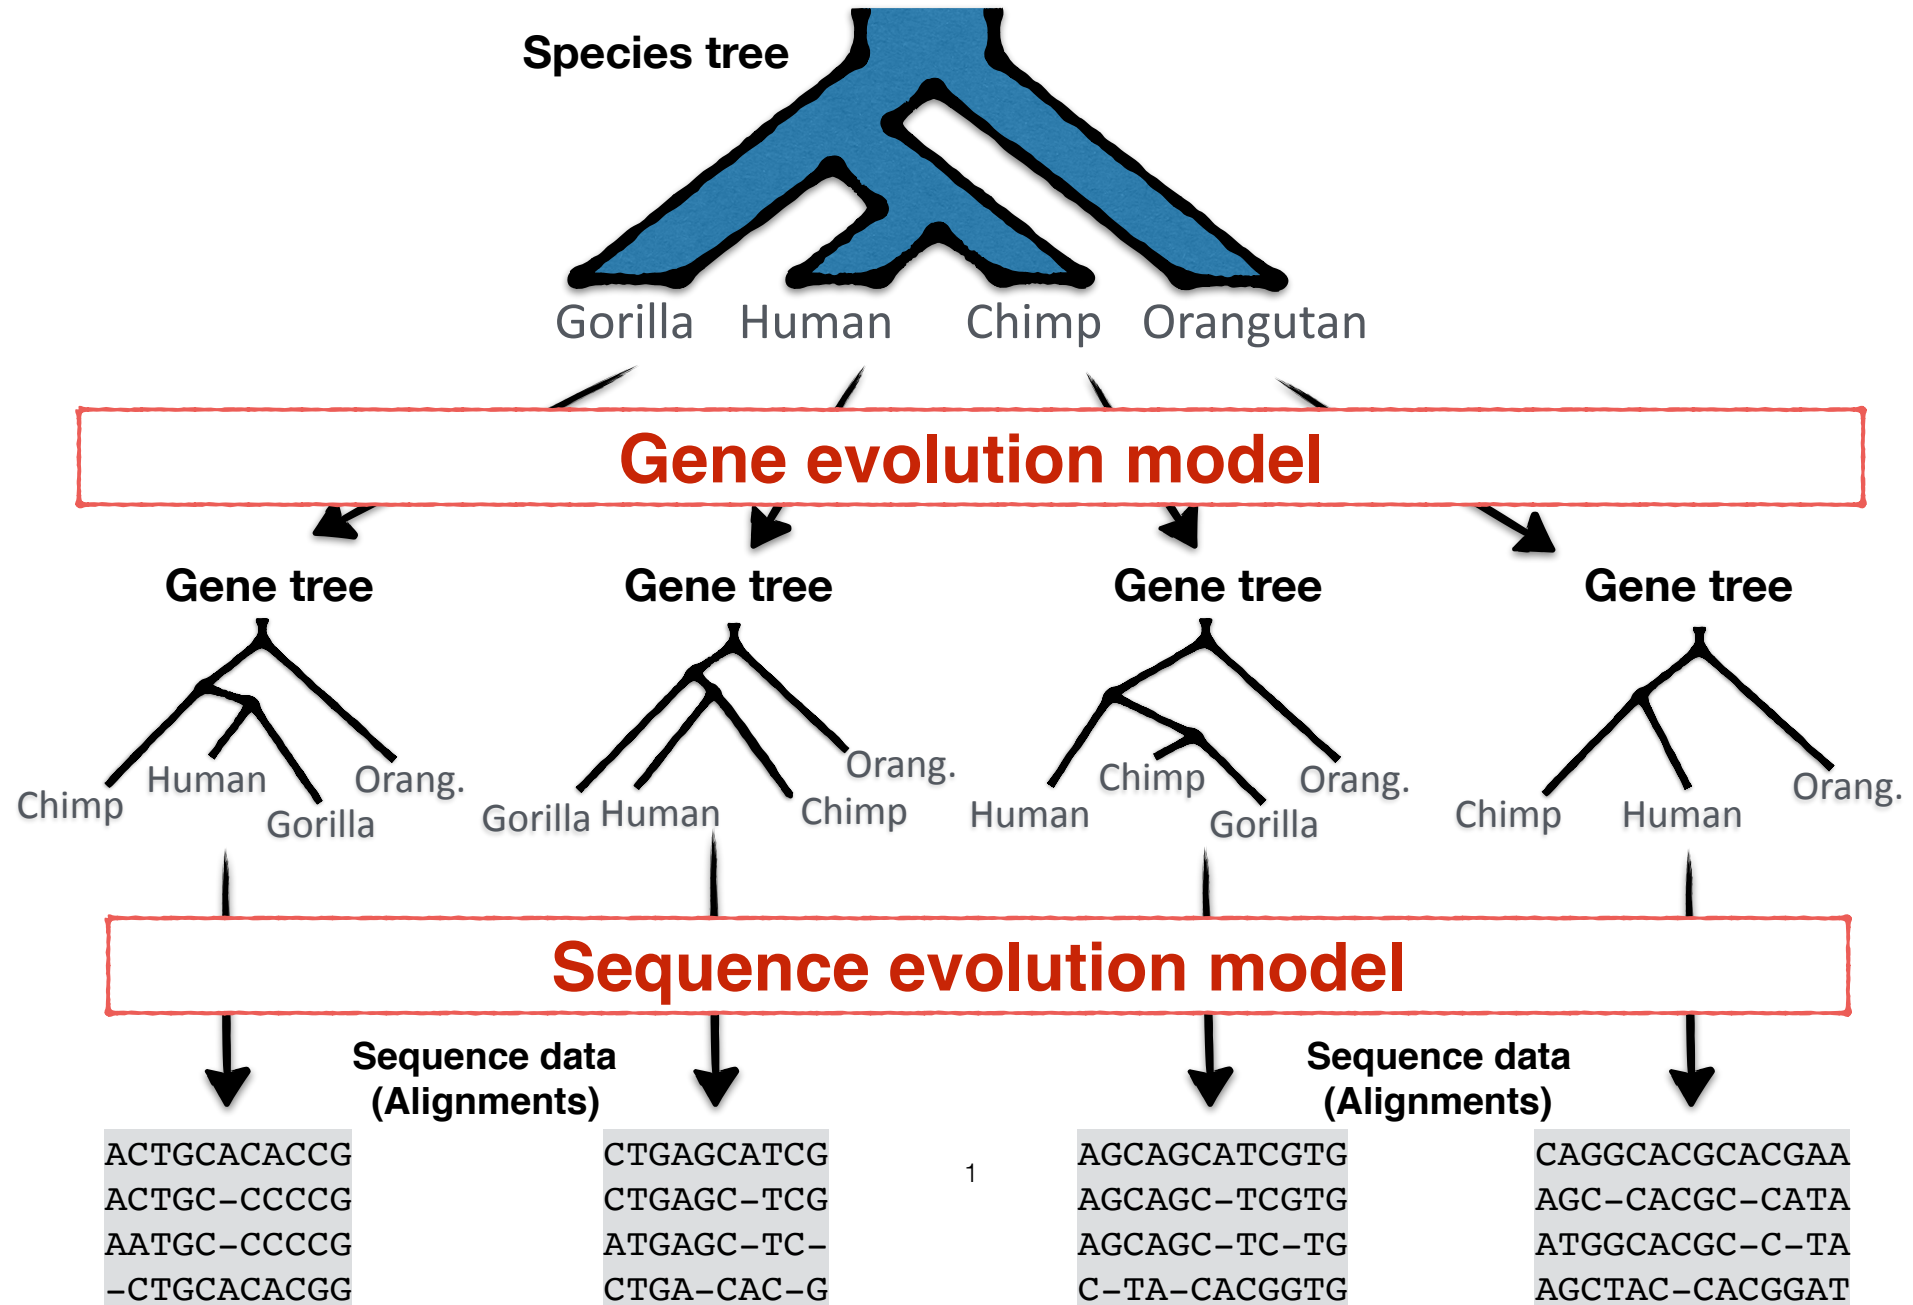 Species tree
Gorilla Human Chimp Orangutan
Gene evolution model
Gene tree Gene tree Gene tree Gene tree
Chimp Human Gorilla Orang.
Gorilla Human Chimp Orang.
Human Chimp Gorilla Orang.
Chimp Human Orang.
Sequence evolution model
Sequence data
(Alignments)
Sequence data
(Alignments)
ACTGCACACCG
ACTGC-CCCCG
AATGC-CCCCG
-CTGCACACGG
CTGAGCATCG
CTGAGC-TCG
ATGAGC-TC-
CTGA-CAC-G
1
AGCAGCATCGTG
AGCAGC-TCGTG
AGCAGC-TC-TG
C-TA-CACGGTG
CAGGCACGCACGAA
AGC-CACGC-CATA
ATGGCACGC-C-TA
AGCTAC-CACGGAT